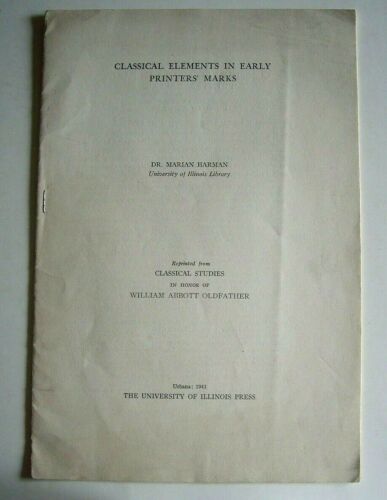 CLASSICAL ELEMENTS IN EARLY
PRINTERS' MARKS
DR. MARIAN HARMAN
University of Illinois Library
Reprinted from
CLASSICAL STUDIES
IN HONOR OF
WILLIAM ABBOTT OLDFATHER
Urbana: 1943
THE UNIVERSITY OF ILLINOIS PRESS